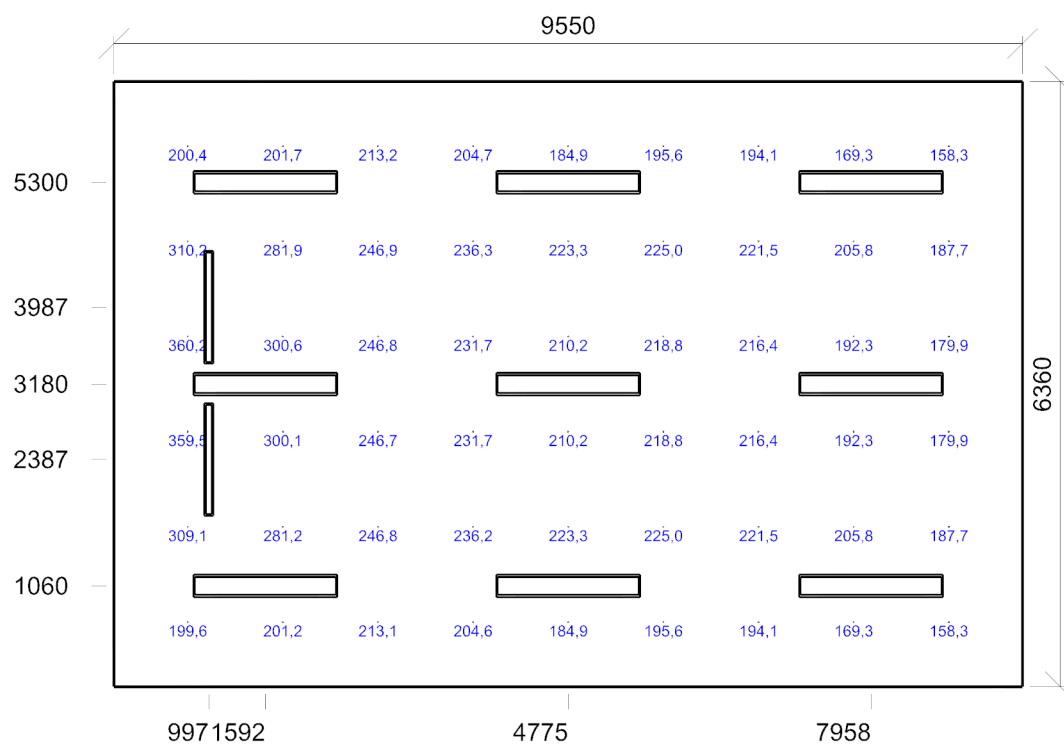 9550
200,4 201,7 213,2 204,7 184,9 195,6 194,1 169,3 158,3
5300
310,2 281,9 246,9 236,3 223,3 225,0 221,5 205,8 187,7
3987
360,2 300,6 246,8 231,7 210,2 218,8 216,4 192,3 179,9
3180
6360
359,5 300,1 246,7 231,7 210,2 218,8 216,4 192,3 179,9
2387
309,1 281,2 246,8 236,2 223,3 225,0 221,5 205,8 187,7
1060
199,6 201,2 213,1 204,6 184,9 195,6 194,1 169,3 158,3
997 1592 4775 7958